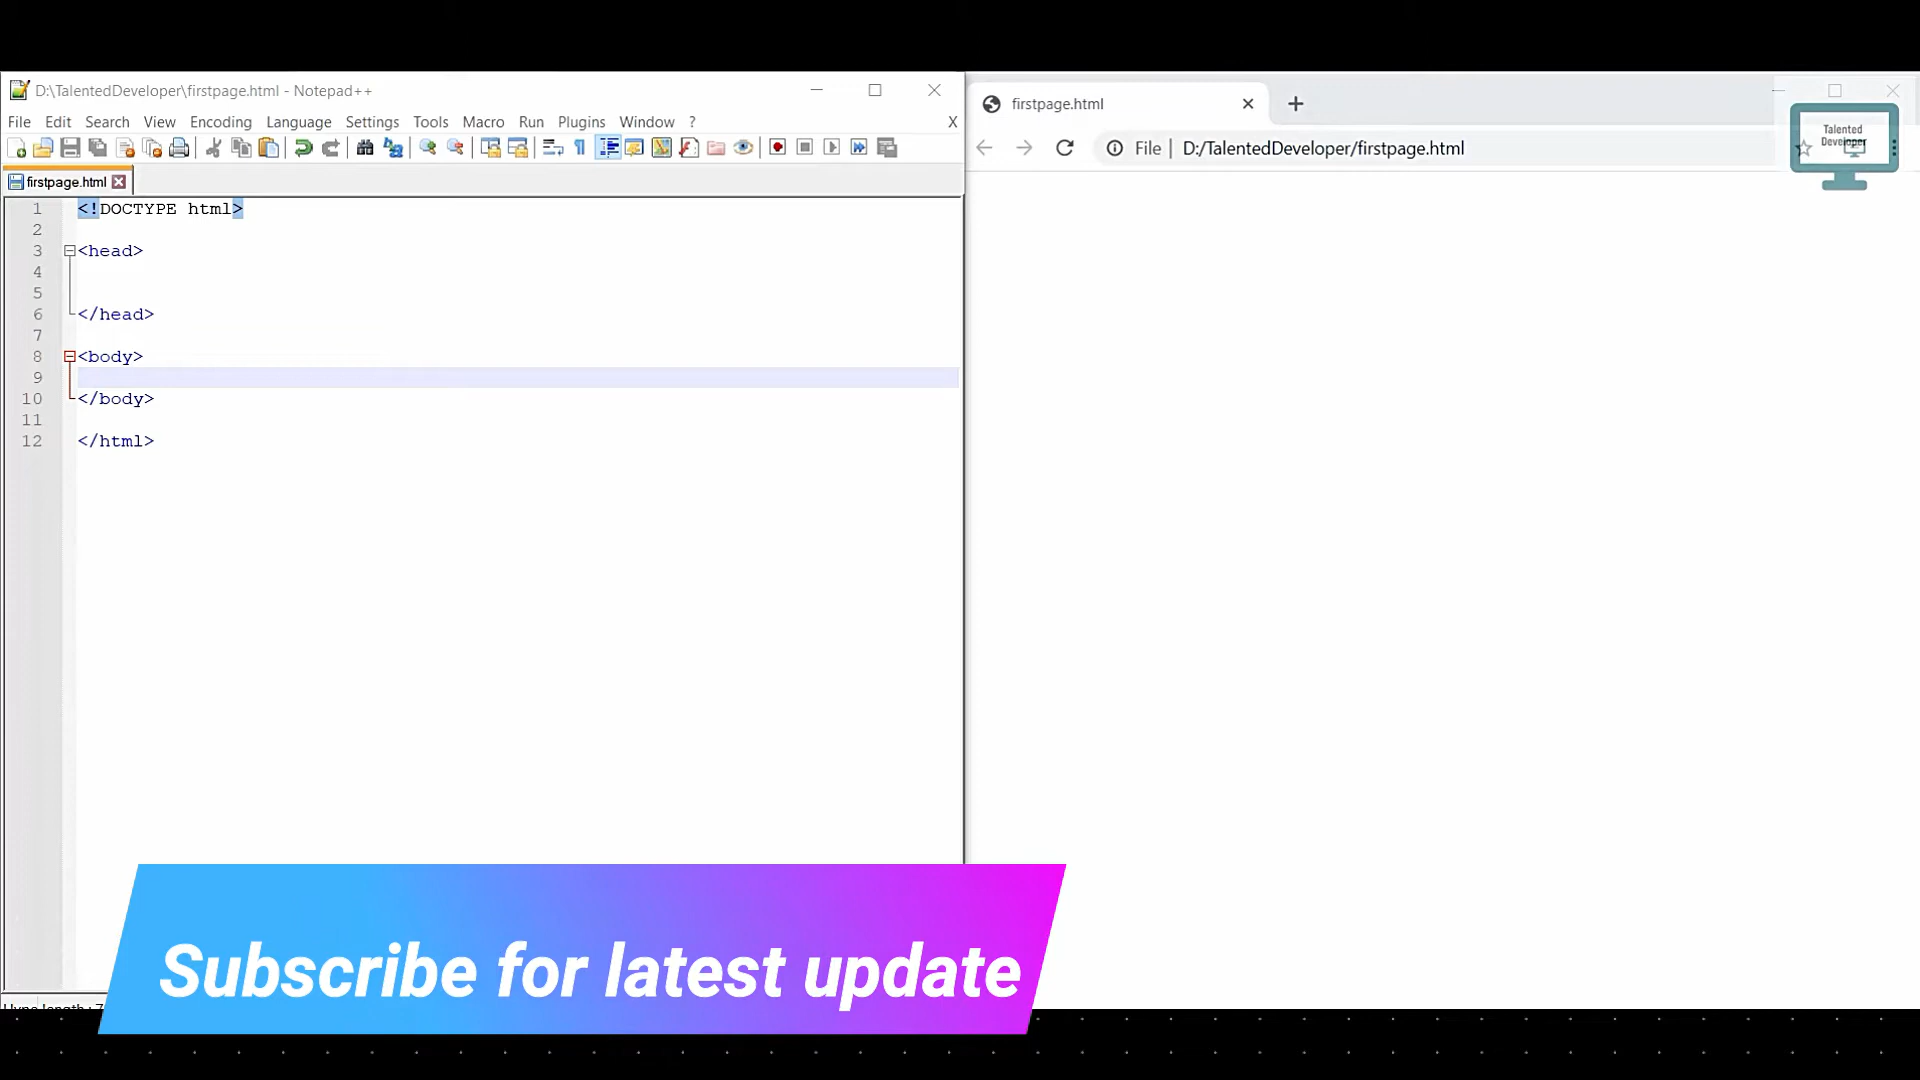 D:\TalentedDeveloper\firstpage.html - Notepad++
File Edit Search View Encoding Language Settings Tools Macro Run Plugins Window ? X
firstpage.html
1 <!DOCTYPE html>
2
3 <head>
4
5
6 </head>
7
8 <body>
9
10 </body>
11
12 </html>
firstpage.html
File | D:/TalentedDeveloper/firstpage.html
Talented
Developer
Subscribe for latest update